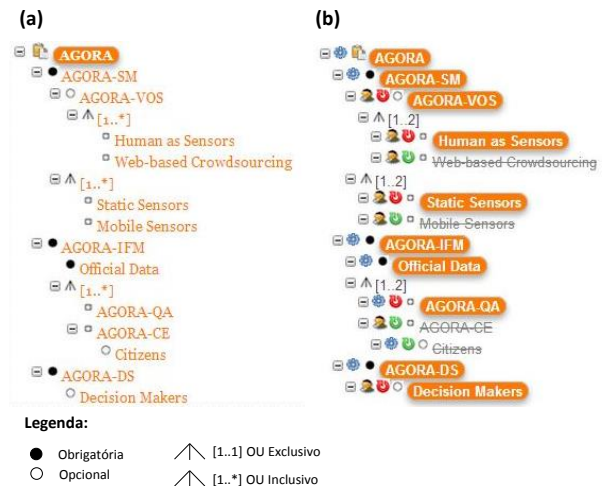 (a)
AGORA
AGORA-SM
AGORA-VOS
[1..*]
Human as Sensors
Web-based Crowdsourcing
[1..*]
Static Sensors
Mobile Sensors
AGORA-IFM
Official Data
[1..*]
AGORA-QA
AGORA-CE
Citizens
AGORA-DS
Decision Makers
(b)
AGORA
AGORA-SM
AGORA-VOS
[1..2]
Human as Sensors
Web-based Crowdsourcing
[1..2]
Static Sensors
Mobile Sensors
AGORA-IFM
Official Data
[1..2]
AGORA-QA
AGORA-CE
Citizens
AGORA-DS
Decision Makers
Legenda:
Obrigatória
Opcional
[1..1] OU Exclusivo
[1..*] OU Inclusivo